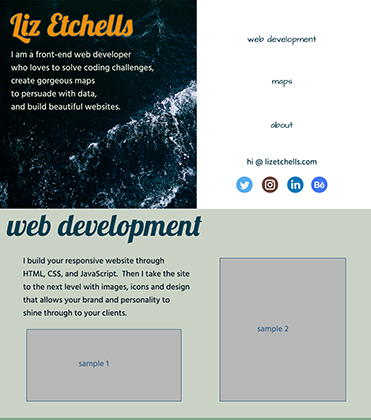 Liz Etchells
I am a front-end web developer
who loves to solve coding challenges,
create gorgeous maps
to persuade with data,
and build beautiful websites.
web development
maps
about
hi @ lizetchells.com
Bē
web development
I build your responsive website through
HTML, CSS, and JavaScript. Then I take the site
to the next level with images, icons and design
that allows your brand and personality to
shine through to your clients.
sample 1
sample 2